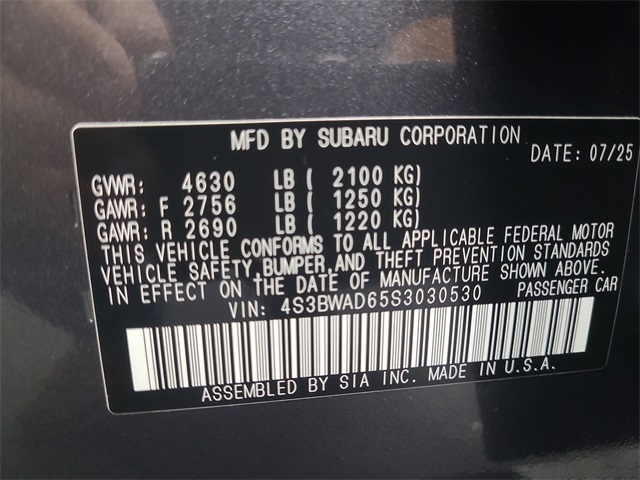 MFD BY SUBARU CORPORATION
DATE: 07/25
GVWR: 4630 LB ( 2100 KG)
GAWR: F 2756 LB ( 1250 KG)
GAWR: R 2690 LB ( 1220 KG)
THIS VEHICLE CONFORMS TO ALL APPLICABLE FEDERAL MOTOR
VEHICLE SAFETY, BUMPER, AND THEFT PREVENTION STANDARDS
IN EFFECT ON THE DATE OF MANUFACTURE SHOWN ABOVE.
VIN: 4S3BWAD65S3030530 PASSENGER CAR
ASSEMBLED BY SIA INC. MADE IN U.S.A.